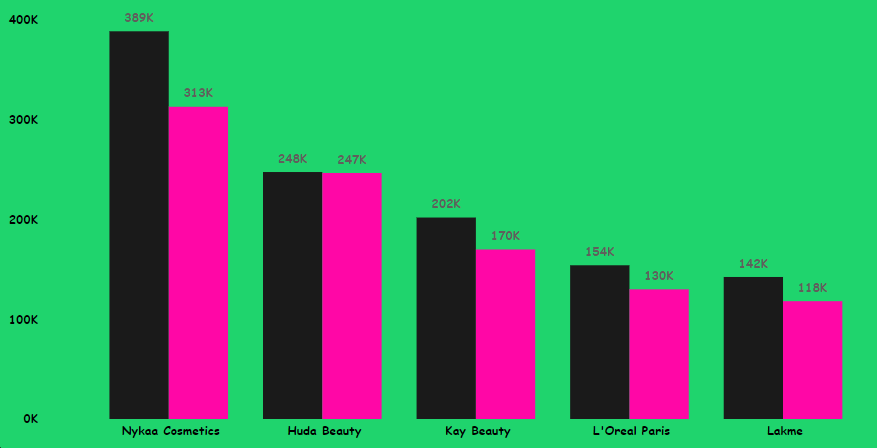 400K
300K
200K
100K
0K
389K
313K
248K
247K
202K
170K
154K
130K
142K
118K
Nykaa Cosmetics
Huda Beauty
Kay Beauty
L'Oreal Paris
Lakme